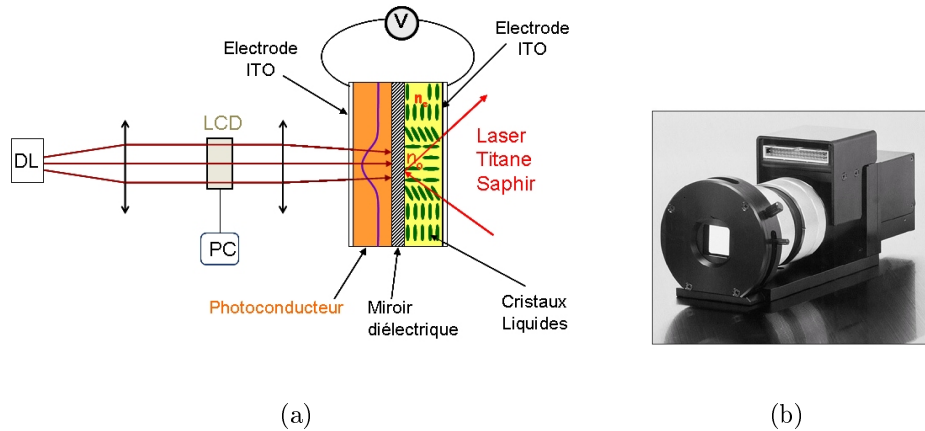 V
Electrode
ITO
Electrode
ITO
LCD
DL
PC
n
n
Laser
Titane
Saphir
Photoconducteur
Miroir
diélectrique
Cristaux
Liquides
(a)
(b)